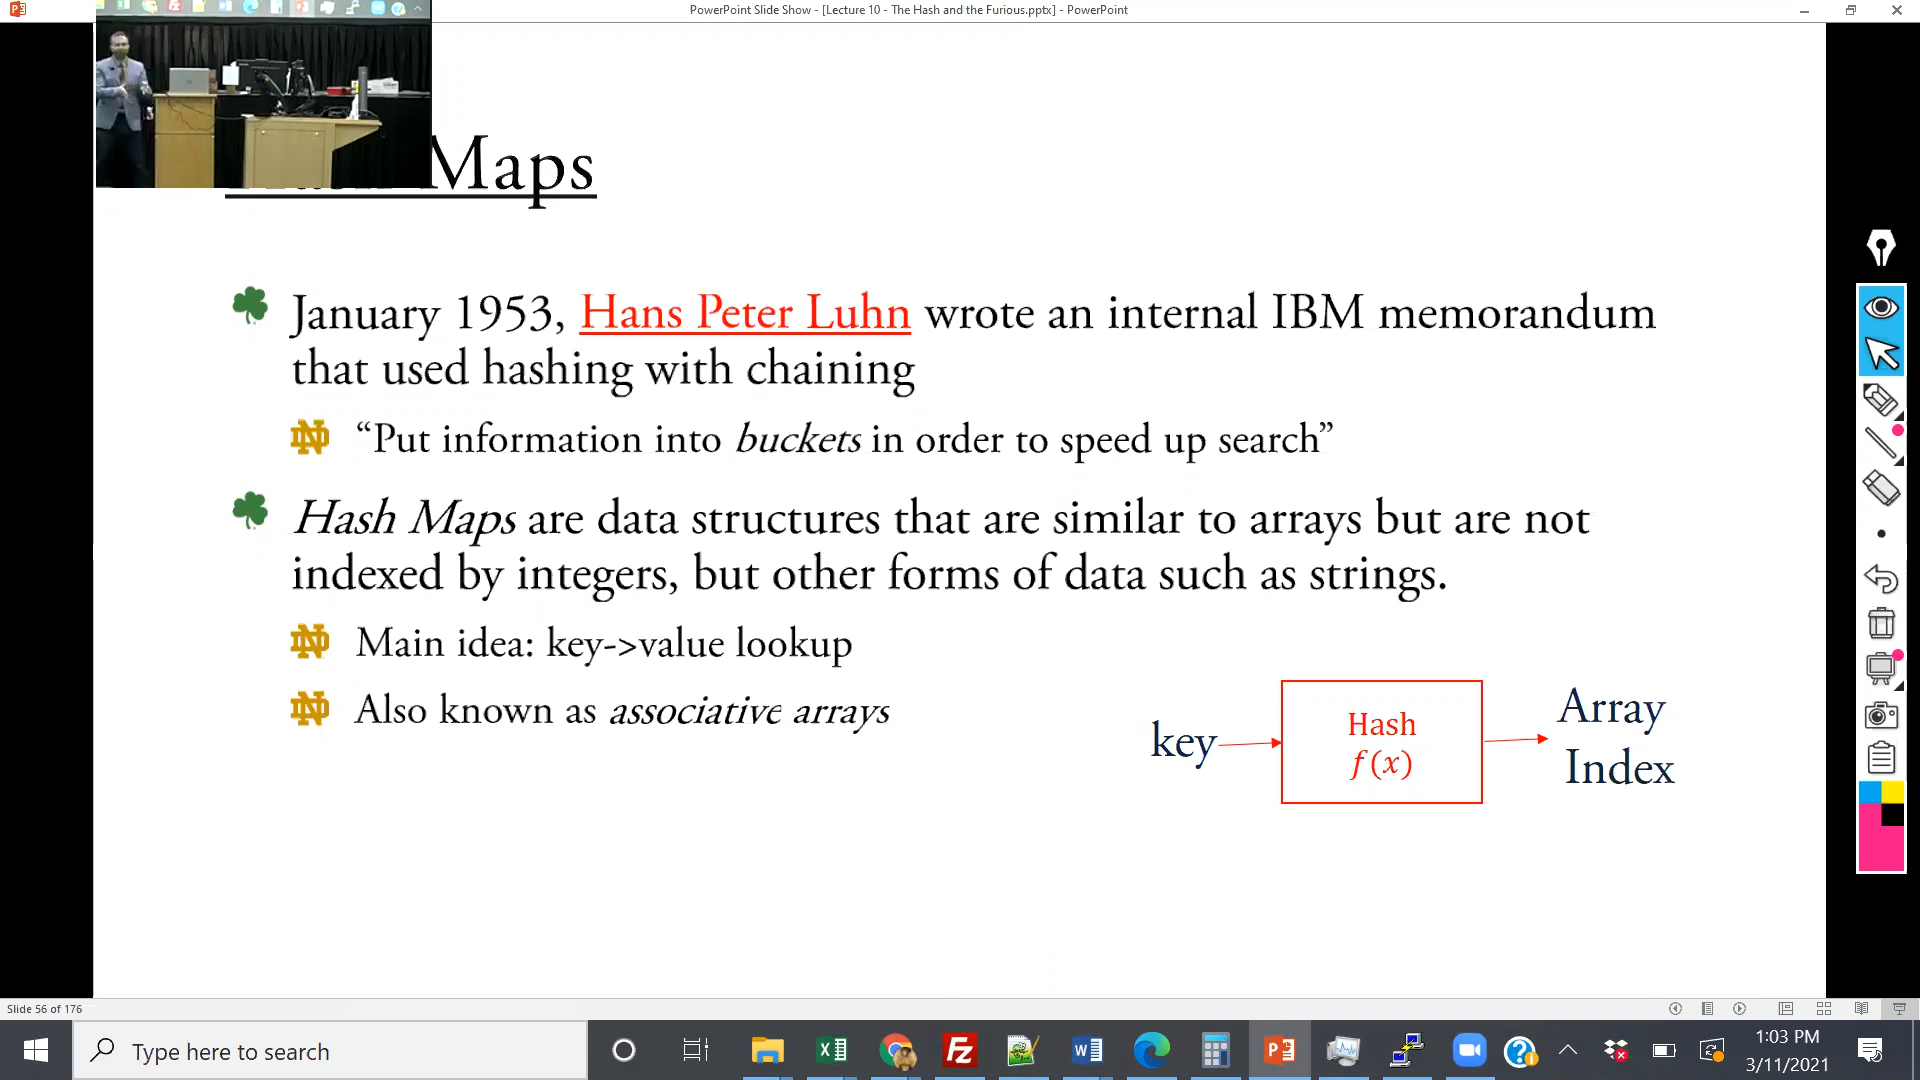 PowerPoint Slide Show - [Lecture 10 - The Hash and the Furious.pptx] - PowerPoint
Maps
January 1953, Hans Peter Luhn wrote an internal IBM memorandum
that used hashing with chaining
“Put information into buckets in order to speed up search”
Hash Maps are data structures that are similar to arrays but are not
indexed by integers, but other forms of data such as strings.
Main idea: key->value lookup
Also known as associative arrays
key
Hash
f(x)
Array
Index
Slide 56 of 176
Type here to search
1:03 PM
3/11/2021